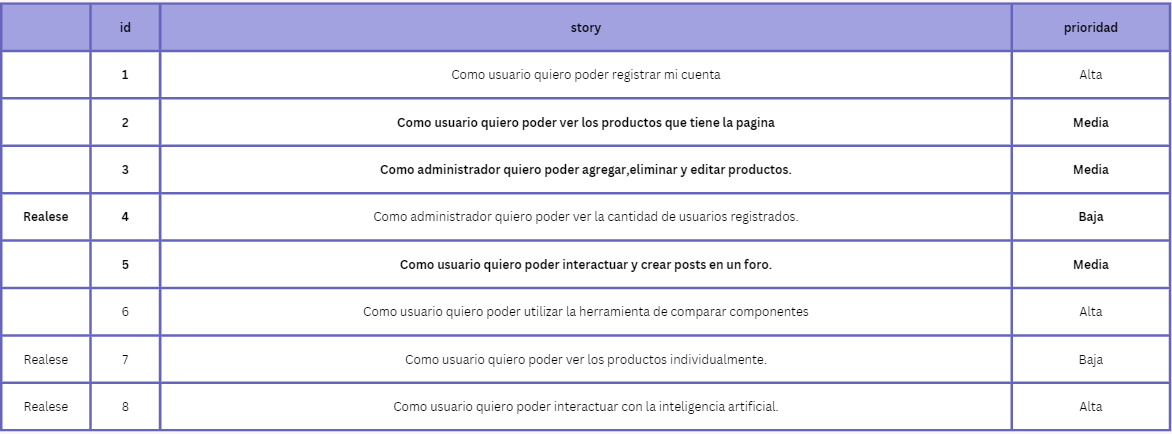 id story prioridad
1 Como usuario quiero poder registrar mi cuenta Alta
2 Como usuario quiero poder ver los productos que tiene la pagina Media
3 Como administrador quiero poder agregar,eliminar y editar productos. Media
Realese 4 Como administrador quiero poder ver la cantidad de usuarios registrados. Baja
5 Como usuario quiero poder interactuar y crear posts en un foro. Media
6 Como usuario quiero poder utilizar la herramienta de comparar componentes Alta
Realese 7 Como usuario quiero poder ver los productos individualmente. Baja
Realese 8 Como usuario quiero poder interactuar con la inteligencia artificial. Alta